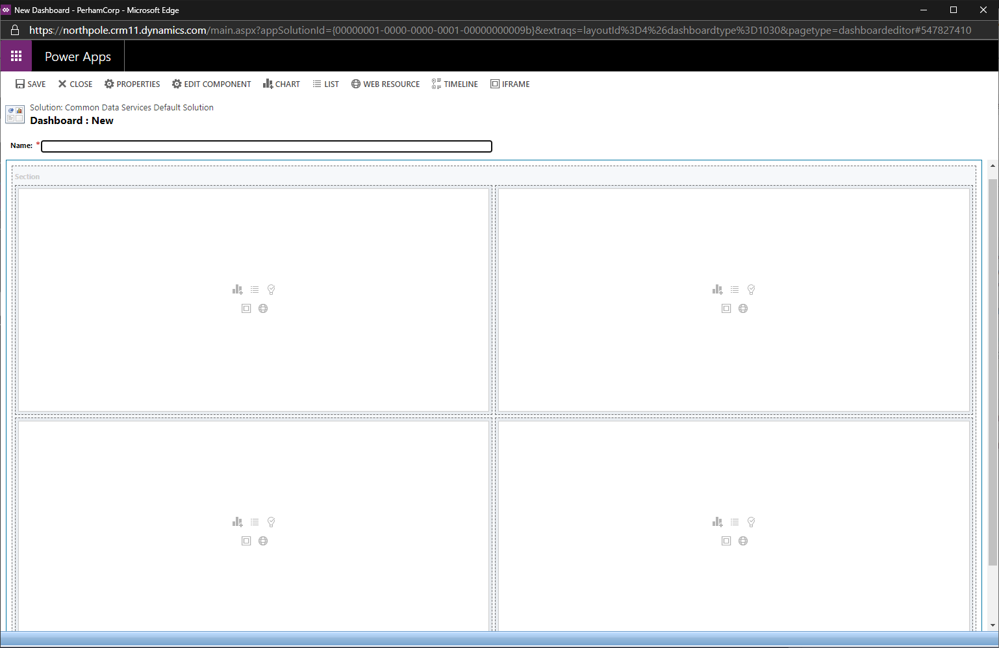 New Dashboard - PerhamCorp - Microsoft Edge
https://northpole.crm11.dynamics.com/main.aspx?appSolutionId={00000001-0000-0000-0001-00000000009b}&extraqs=layoutId%3D4%26dashboardtype%3D1030&pagetype=dashboardeditor#547827410
Power Apps
SAVE CLOSE PROPERTIES EDIT COMPONENT CHART LIST WEB RESOURCE TIMELINE IFRAME
Solution: Common Data Services Default Solution
Dashboard : New
Name: *
Section